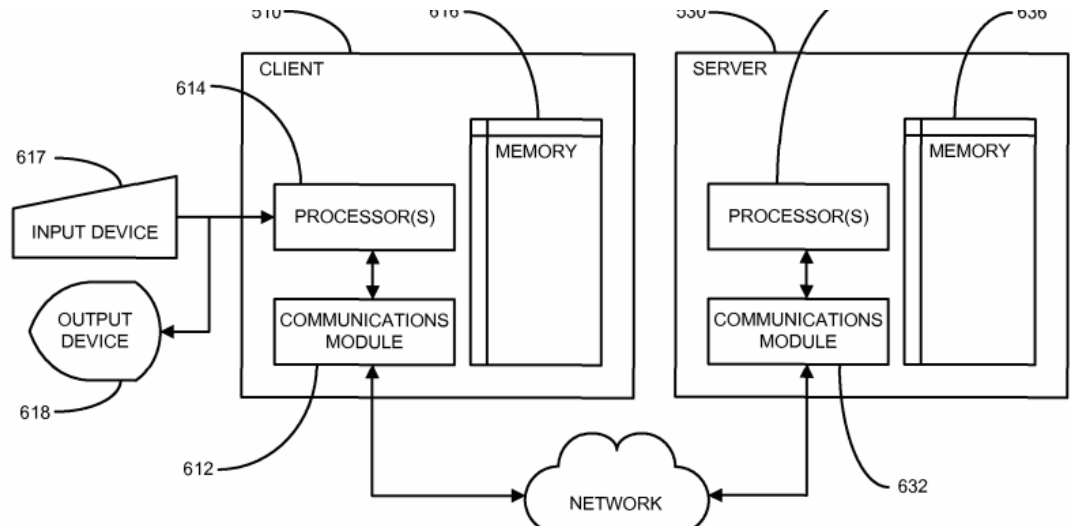 510
616
530
636
CLIENT
SERVER
614
MEMORY
MEMORY
617
PROCESSOR(S)
PROCESSOR(S)
INPUT DEVICE
OUTPUT
DEVICE
COMMUNICATIONS
MODULE
COMMUNICATIONS
MODULE
618
612
632
NETWORK